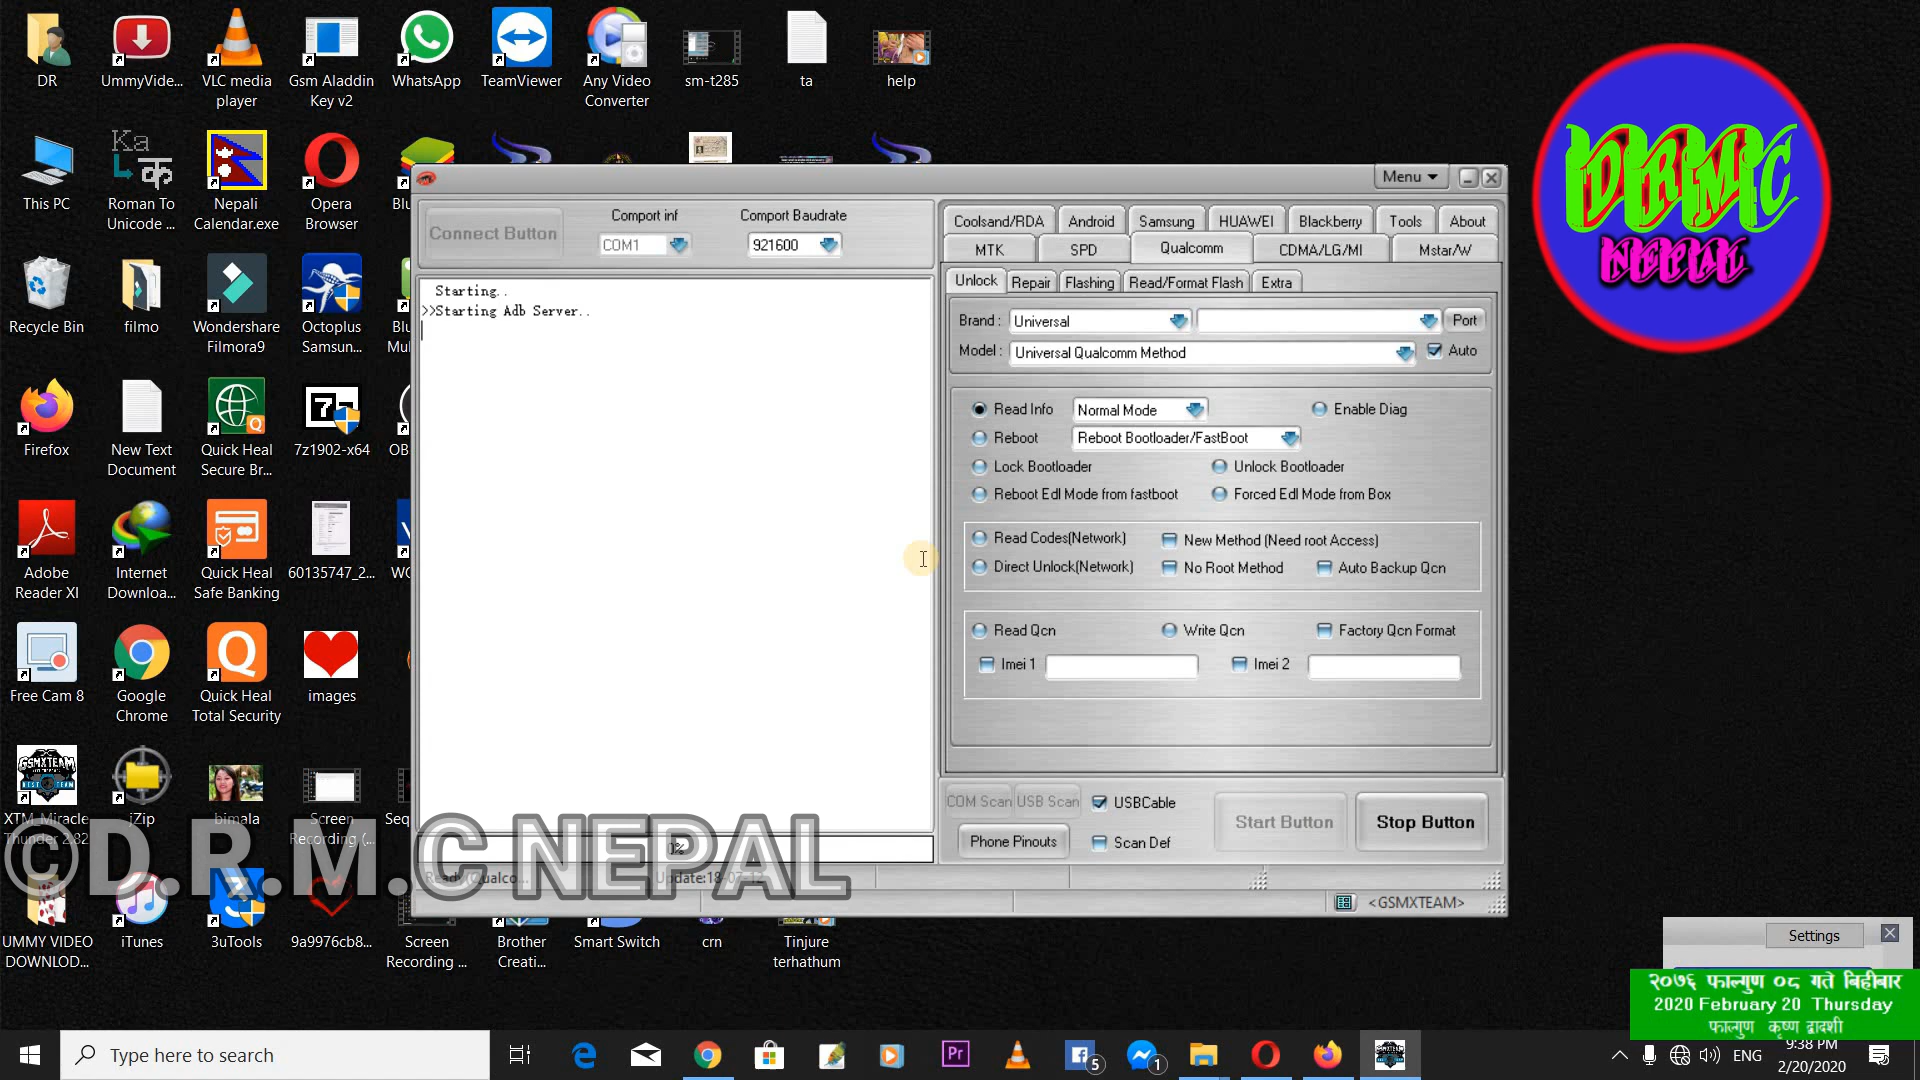 DR
UmmyVide...
VLC media
player
Gsm Aladdin
Key v2
WhatsApp
TeamViewer
Any Video
Converter
sm-t285
ta
help
This PC
Roman To
Unicode ...
Nepali
Calendar.exe
Opera
Browser
Recycle Bin
filmo
Wondershare
Filmora9
Octoplus
Samsun...
Firefox
New Text
Document
Quick Heal
Secure Br...
7z1902-x64
Adobe
Reader XI
Internet
Downloa...
Quick Heal
Safe Banking
60135747_2...
Free Cam 8
Google
Chrome
Quick Heal
Total Security
images
XTM_Miracle
Thunder 2.82
iZip
bimala
Screen
Recording (...
UMMY VIDEO
DOWNLOD...
iTunes
3uTools
9a9976cb8...
Screen
Recording ...
Brother
Creati...
Smart Switch
crn
Tinjure
terhathum
Menu
Connect Button
Comport inf
COM1
Comport Baudrate
921600
Starting..
>>Starting Adb Server..
Coolsand/RDA Android Samsung HUAWEI Blackberry Tools About
MTK SPD Qualcomm CDMA/LG/MI Mstar/W
Unlock Repair Flashing Read/Format Flash Extra
Brand : Universal Port
Model : Universal Qualcomm Method Auto
Read Info Normal Mode Enable Diag
Reboot Reboot Bootloader/FastBoot
Lock Bootloader Unlock Bootloader
Reboot Edl Mode from fastboot Forced Edl Mode from Box
Read Codes(Network) New Method (Need root Access)
Direct Unlock(Network) No Root Method Auto Backup Qcn
Read Qcn Write Qcn Factory Qcn Format
Imei 1 Imei 2
COM Scan USB Scan USBCable
Phone Pinouts Scan Def
Start Button Stop Button
<GSMXTEAM>
©D.R.M.C NEPAL
DRMC
NEPAL
Settings
२०७६ फाल्गुण ०८ गते बिहीबार
2020 February 20 Thursday
फाल्गुण कृष्ण द्वादशी
Type here to search
Pr
5
1
ENG
9:38 PM
2/20/2020